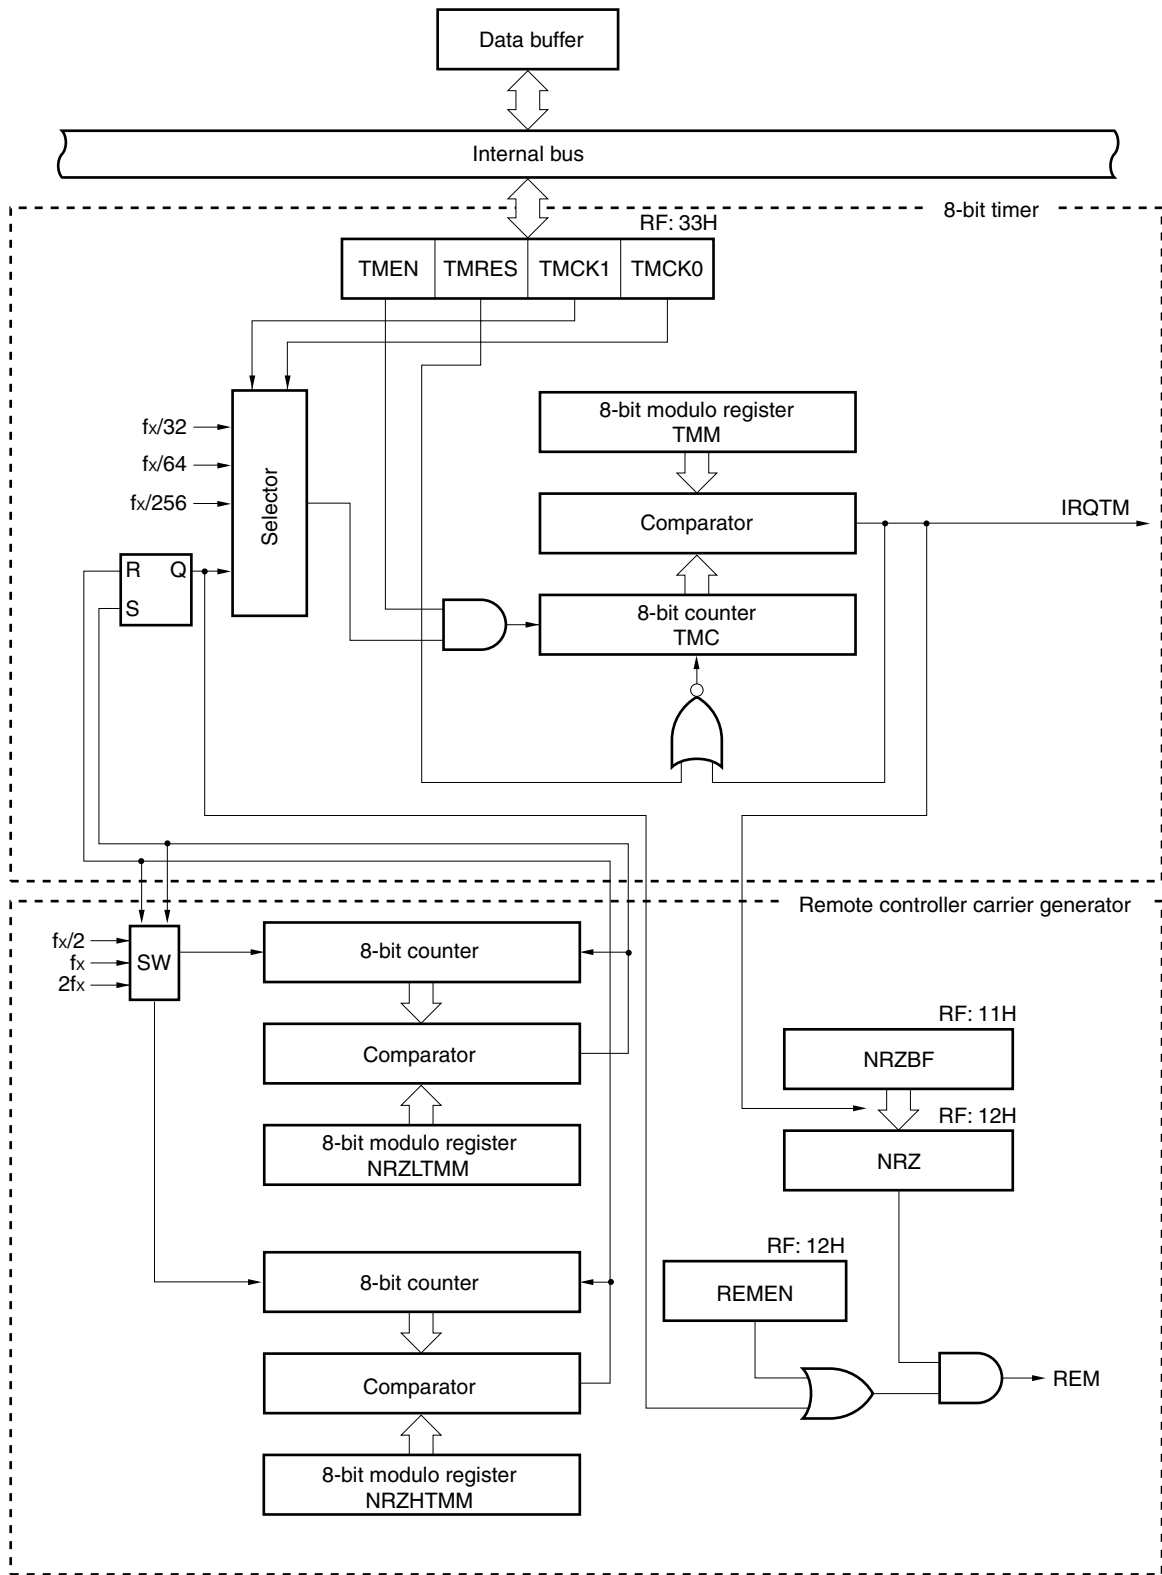 Data buffer
Internal bus
8-bit timer
RF: 33H
TMEN TMRES TMCK1 TMCK0
fX/32
fX/64
fX/256
Selector
8-bit modulo register
TMM
Comparator
IRQTM
R Q
S
8-bit counter
TMC
Remote controller carrier generator
fX/2
fX
2fX
SW
8-bit counter
Comparator
8-bit modulo register
NRZLTMM
RF: 11H
NRZBF
RF: 12H
NRZ
8-bit counter
RF: 12H
REMEN
Comparator
REM
8-bit modulo register
NRZHTMM